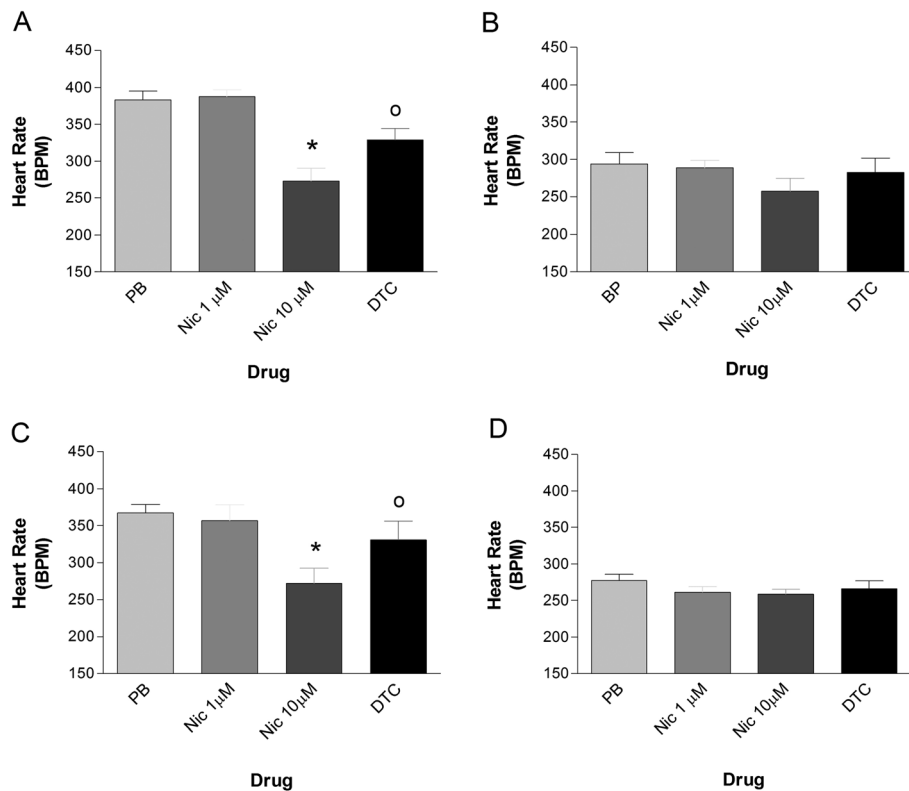 A
450
400
350
300
250
200
150
Heart Rate
(BPM)
*
o
PB
Nic 1 μM
Nic 10 μM
DTC
Drug
B
450
400
350
300
250
200
150
Heart Rate
(BPM)
BP
Nic 1μM
Nic 10μM
DTC
Drug
C
450
400
350
300
250
200
150
Heart Rate
(BPM)
*
o
PB
Nic 1μM
Nic 10μM
DTC
Drug
D
450
400
350
300
250
200
150
Heart Rate
(BPM)
PB
Nic 1 μM
Nic 10μM
DTC
Drug